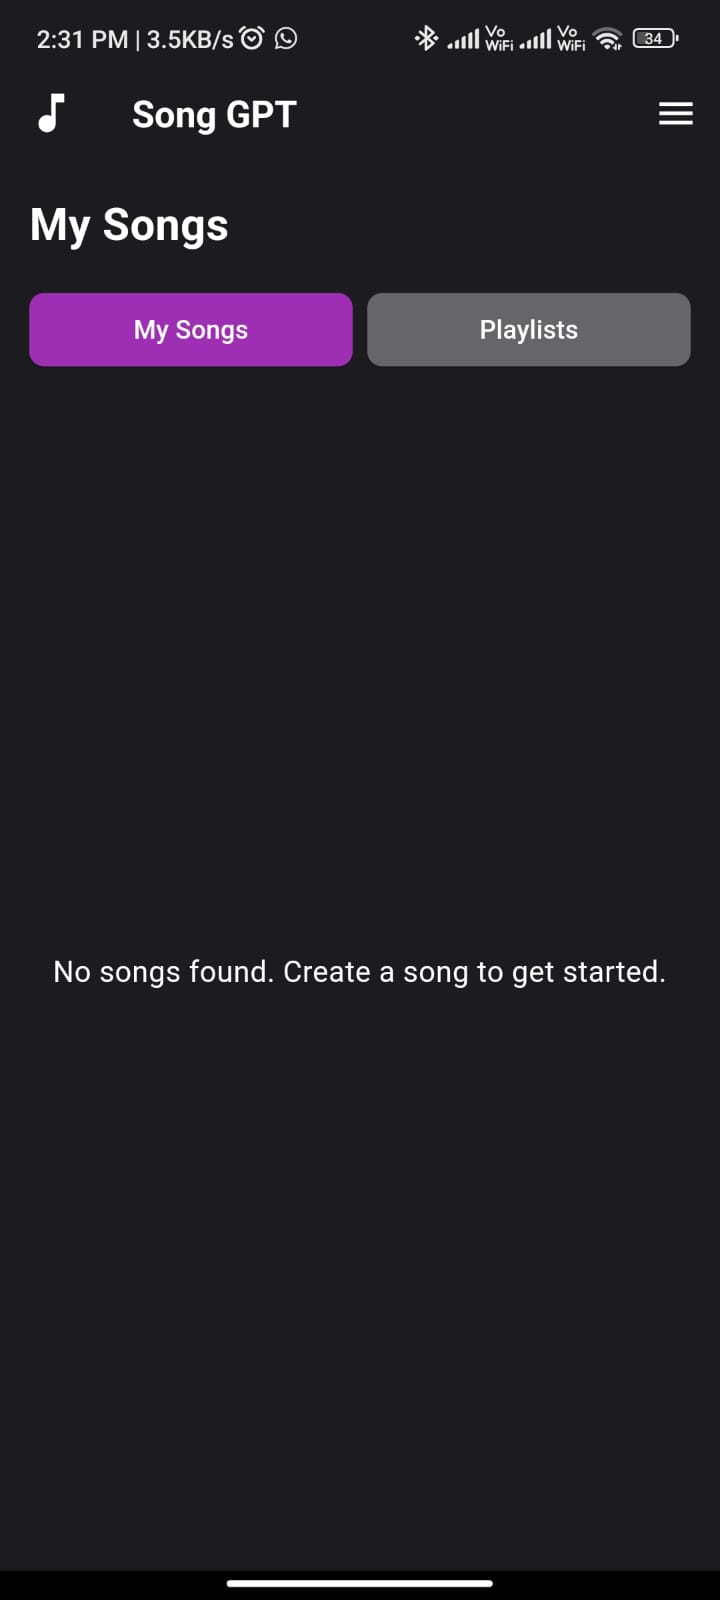 2:31 PM | 3.5KB/s Vo WiFi Vo WiFi 34
Song GPT
My Songs
My Songs Playlists
No songs found. Create a song to get started.